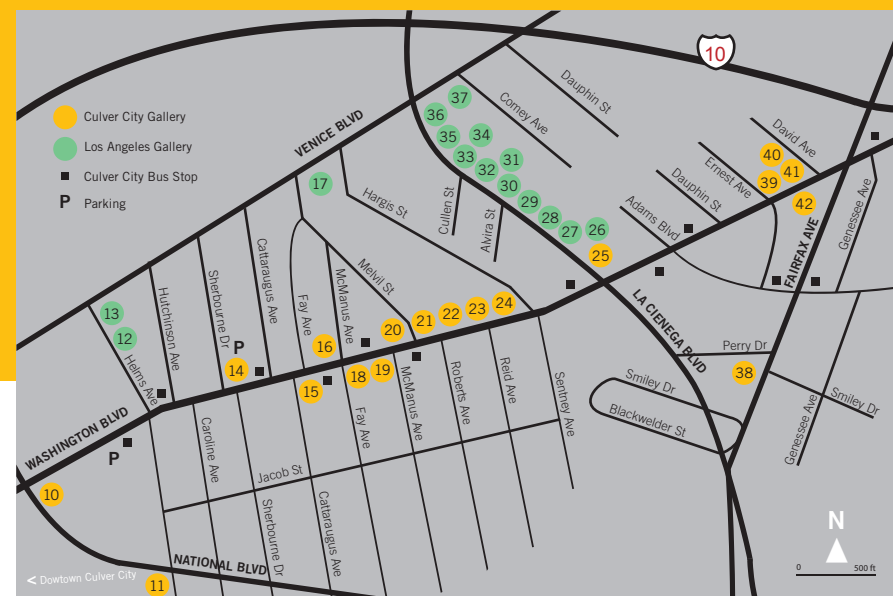 10
Culver City Gallery
Los Angeles Gallery
Culver City Bus Stop
P Parking
VENICE BLVD
Dauphin St
Comey Ave
37
36
35
34
33
32
31
30
29
28
27
26
25
17
Hargis St
Cullen St
Alvira St
David Ave
40
41
39
42
Ernest Ave
Dauphin St
Adams Blvd
FAIRFAX AVE
Genessee Ave
Cattaraugus Ave
Sherbourne Dr
Hutchinson Ave
Fay Ave
McManus Ave
Melvil St
13
12
Helms Ave
P
14
16
20
21
22
23
24
15
18
19
LA CIENEGA BLVD
Perry Dr
38
Smiley Dr
Blackwelder St
Smiley Dr
Genessee Ave
WASHINGTON BLVD
P
10
Caroline Ave
Fay Ave
McManus Ave
Roberts Ave
Reid Ave
Sentney Ave
Jacob St
Sherbourne Dr
Cattaraugus Ave
NATIONAL BLVD
11
< Dowtown Culver City
N
0 500 ft